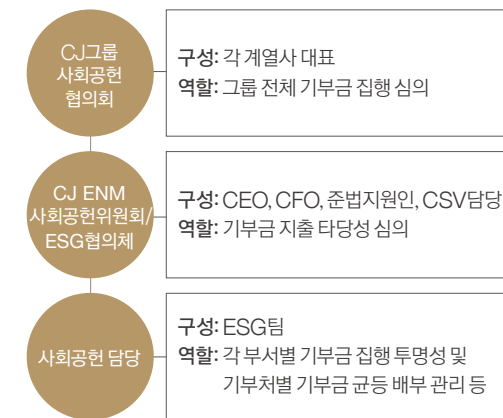 CJ그룹
사회공헌
협의회
구성: 각 계열사 대표
역할: 그룹 전체 기부금 집행 심의
CJ ENM
사회공헌위원회/
ESG협의체
구성: CEO, CFO, 준법지원인, CSV담당
역할: 기부금 지출 타당성 심의
사회공헌 담당
구성: ESG팀
역할: 각 부서별 기부금 집행 투명성 및
기부처별 기부금 균등 배부 관리 등